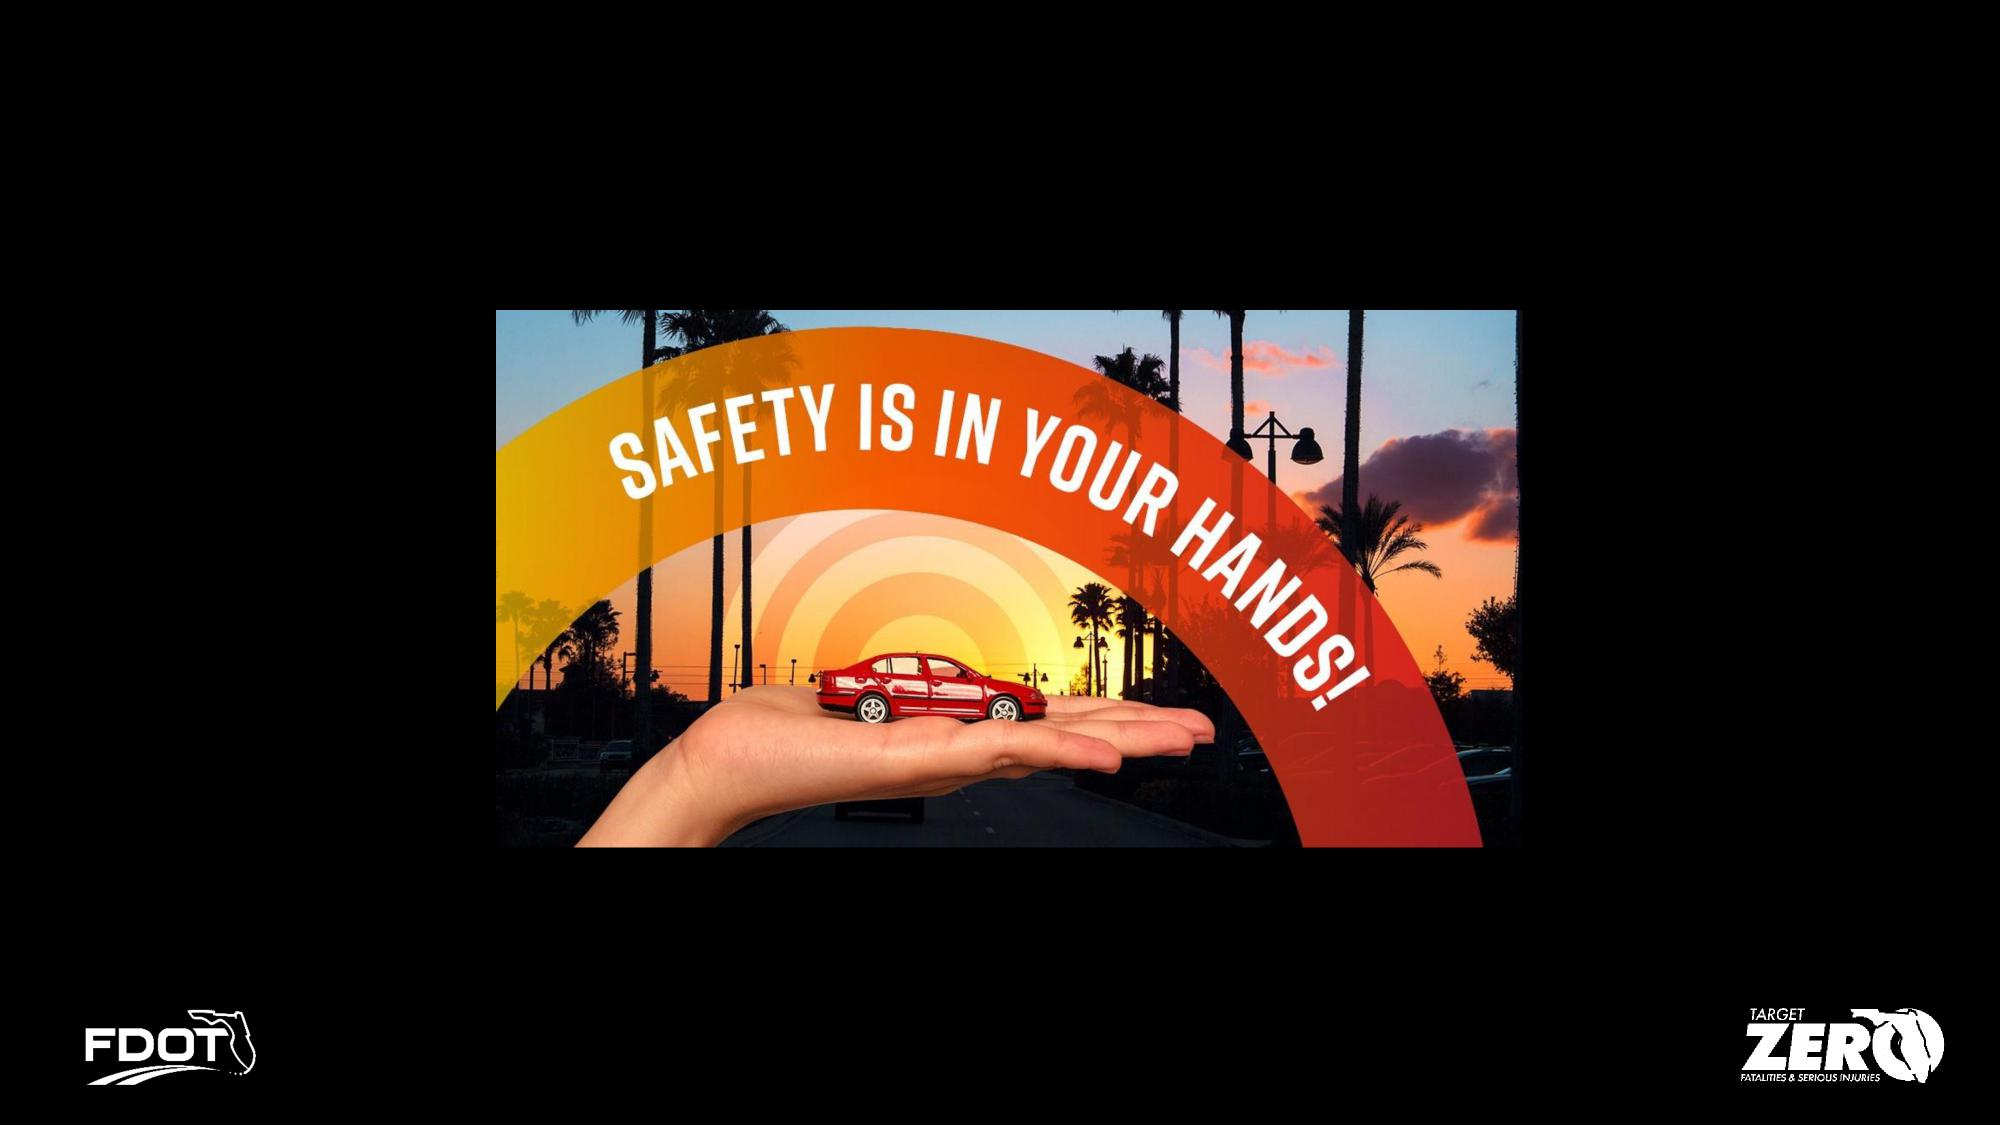 SAFETY IS IN YOUR HANDS!
FDOT
TARGET
ZERO
FATALITIES & SERIOUS INJURIES